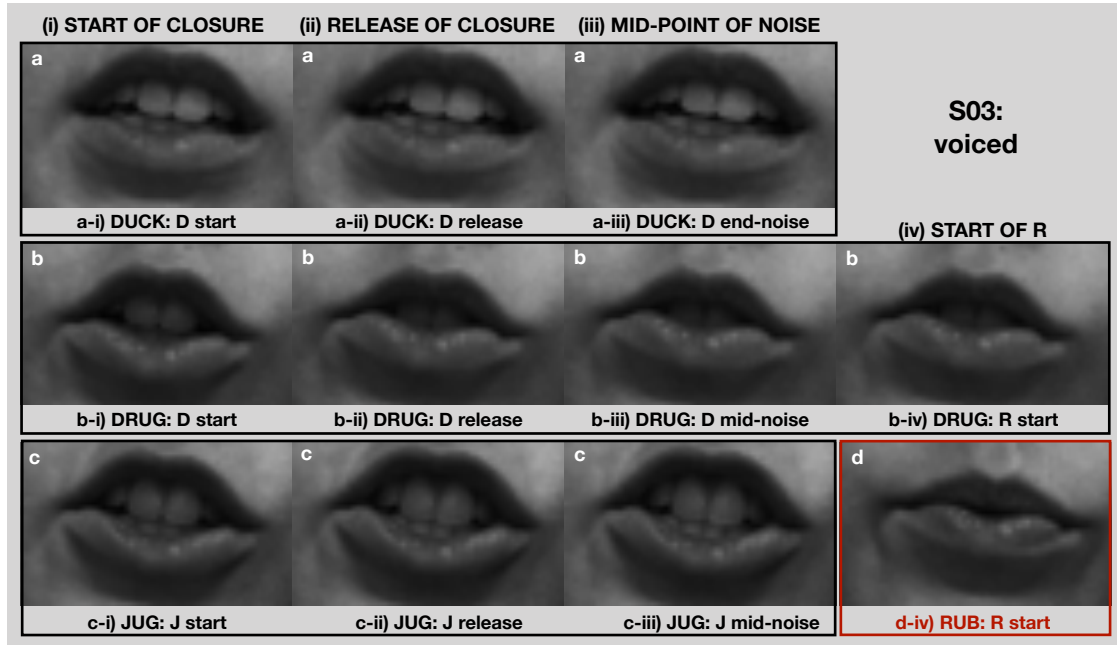 (i) START OF CLOSURE (ii) RELEASE OF CLOSURE (iii) MID-POINT OF NOISE
a a a
S03:
voiced
a-i) DUCK: D start a-ii) DUCK: D release a-iii) DUCK: D end-noise
(iv) START OF R
b b b b
b-i) DRUG: D start b-ii) DRUG: D release b-iii) DRUG: D mid-noise b-iv) DRUG: R start
c c c d
c-i) JUG: J start c-ii) JUG: J release c-iii) JUG: J mid-noise d-iv) RUB: R start